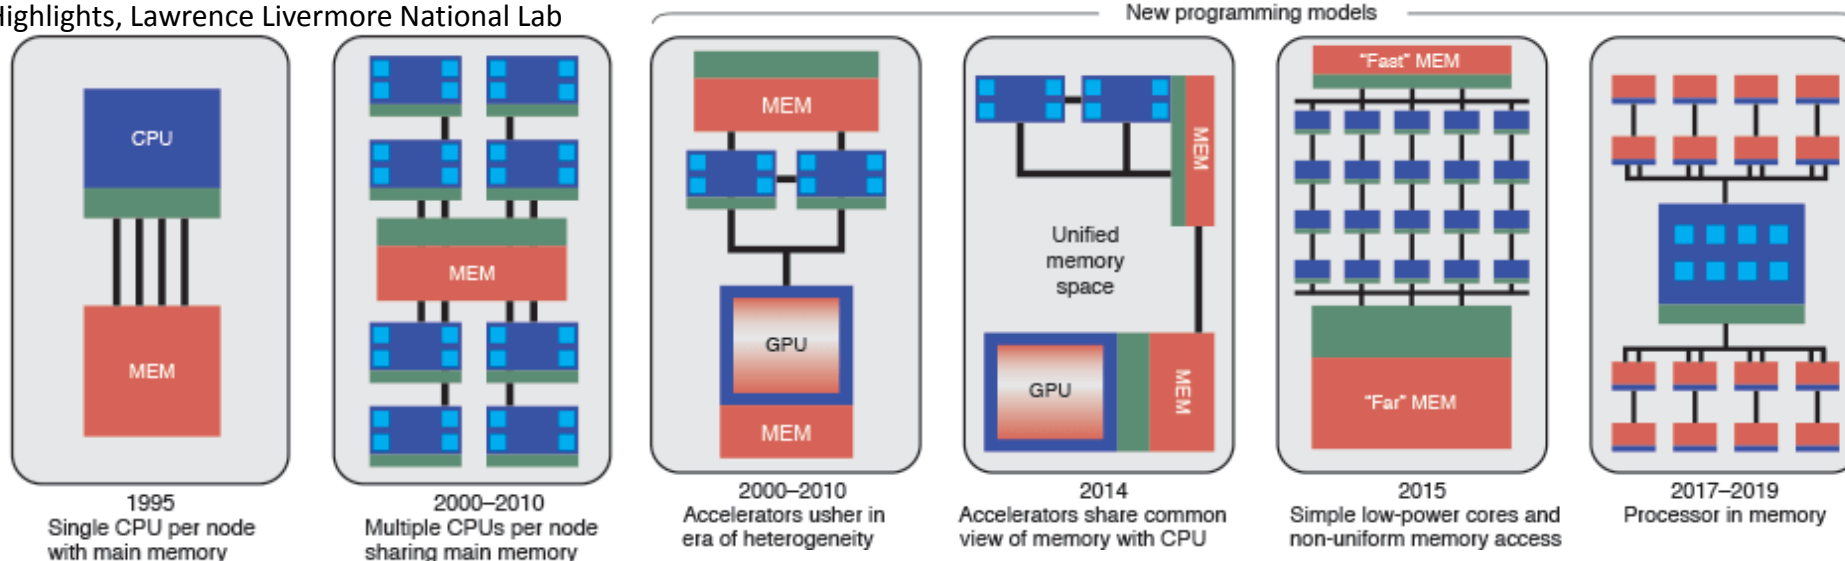 Highlights, Lawrence Livermore National Lab
New programming models
CPU
MEM
1995
Single CPU per node
with main memory
MEM
2000–2010
Multiple CPUs per node
sharing main memory
MEM
GPU
MEM
2000–2010
Accelerators usher in
era of heterogeneity
MEM
Unified
memory
space
GPU
MEM
2014
Accelerators share common
view of memory with CPU
"Fast" MEM
"Far" MEM
2015
Simple low-power cores and
non-uniform memory access
2017–2019
Processor in memory